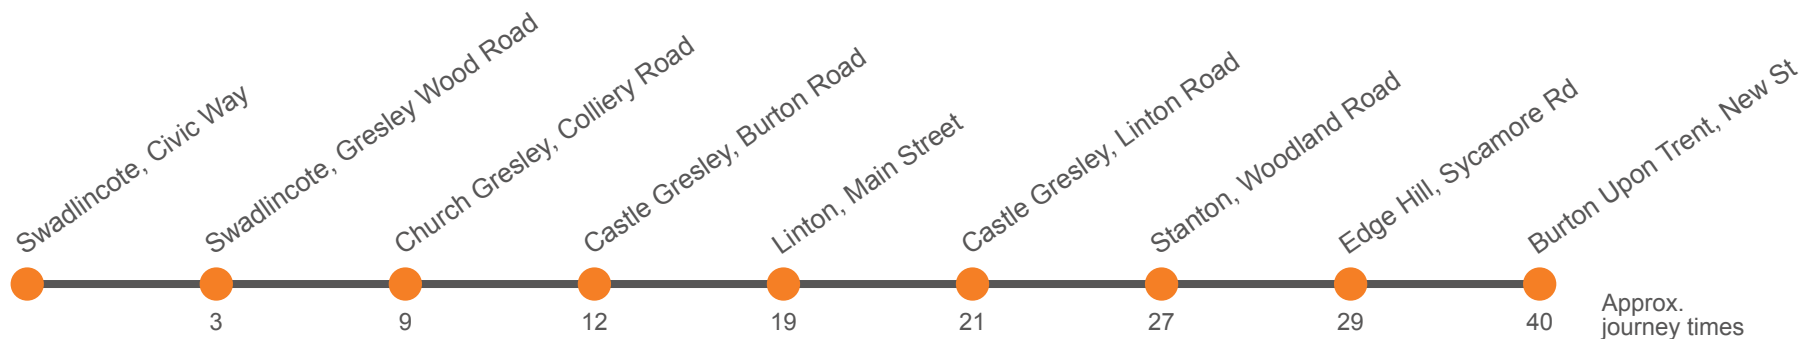 Swadlincote, Civic Way
Swadlincote, Gresley Wood Road
Church Gresley, Colliery Road
Castle Gresley, Burton Road
Linton, Main Street
Castle Gresley, Linton Road
Stanton, Woodland Road
Edge Hill, Sycamore Rd
Burton Upon Trent, New St
3
9
12
19
21
27
29
40
Approx.
journey times